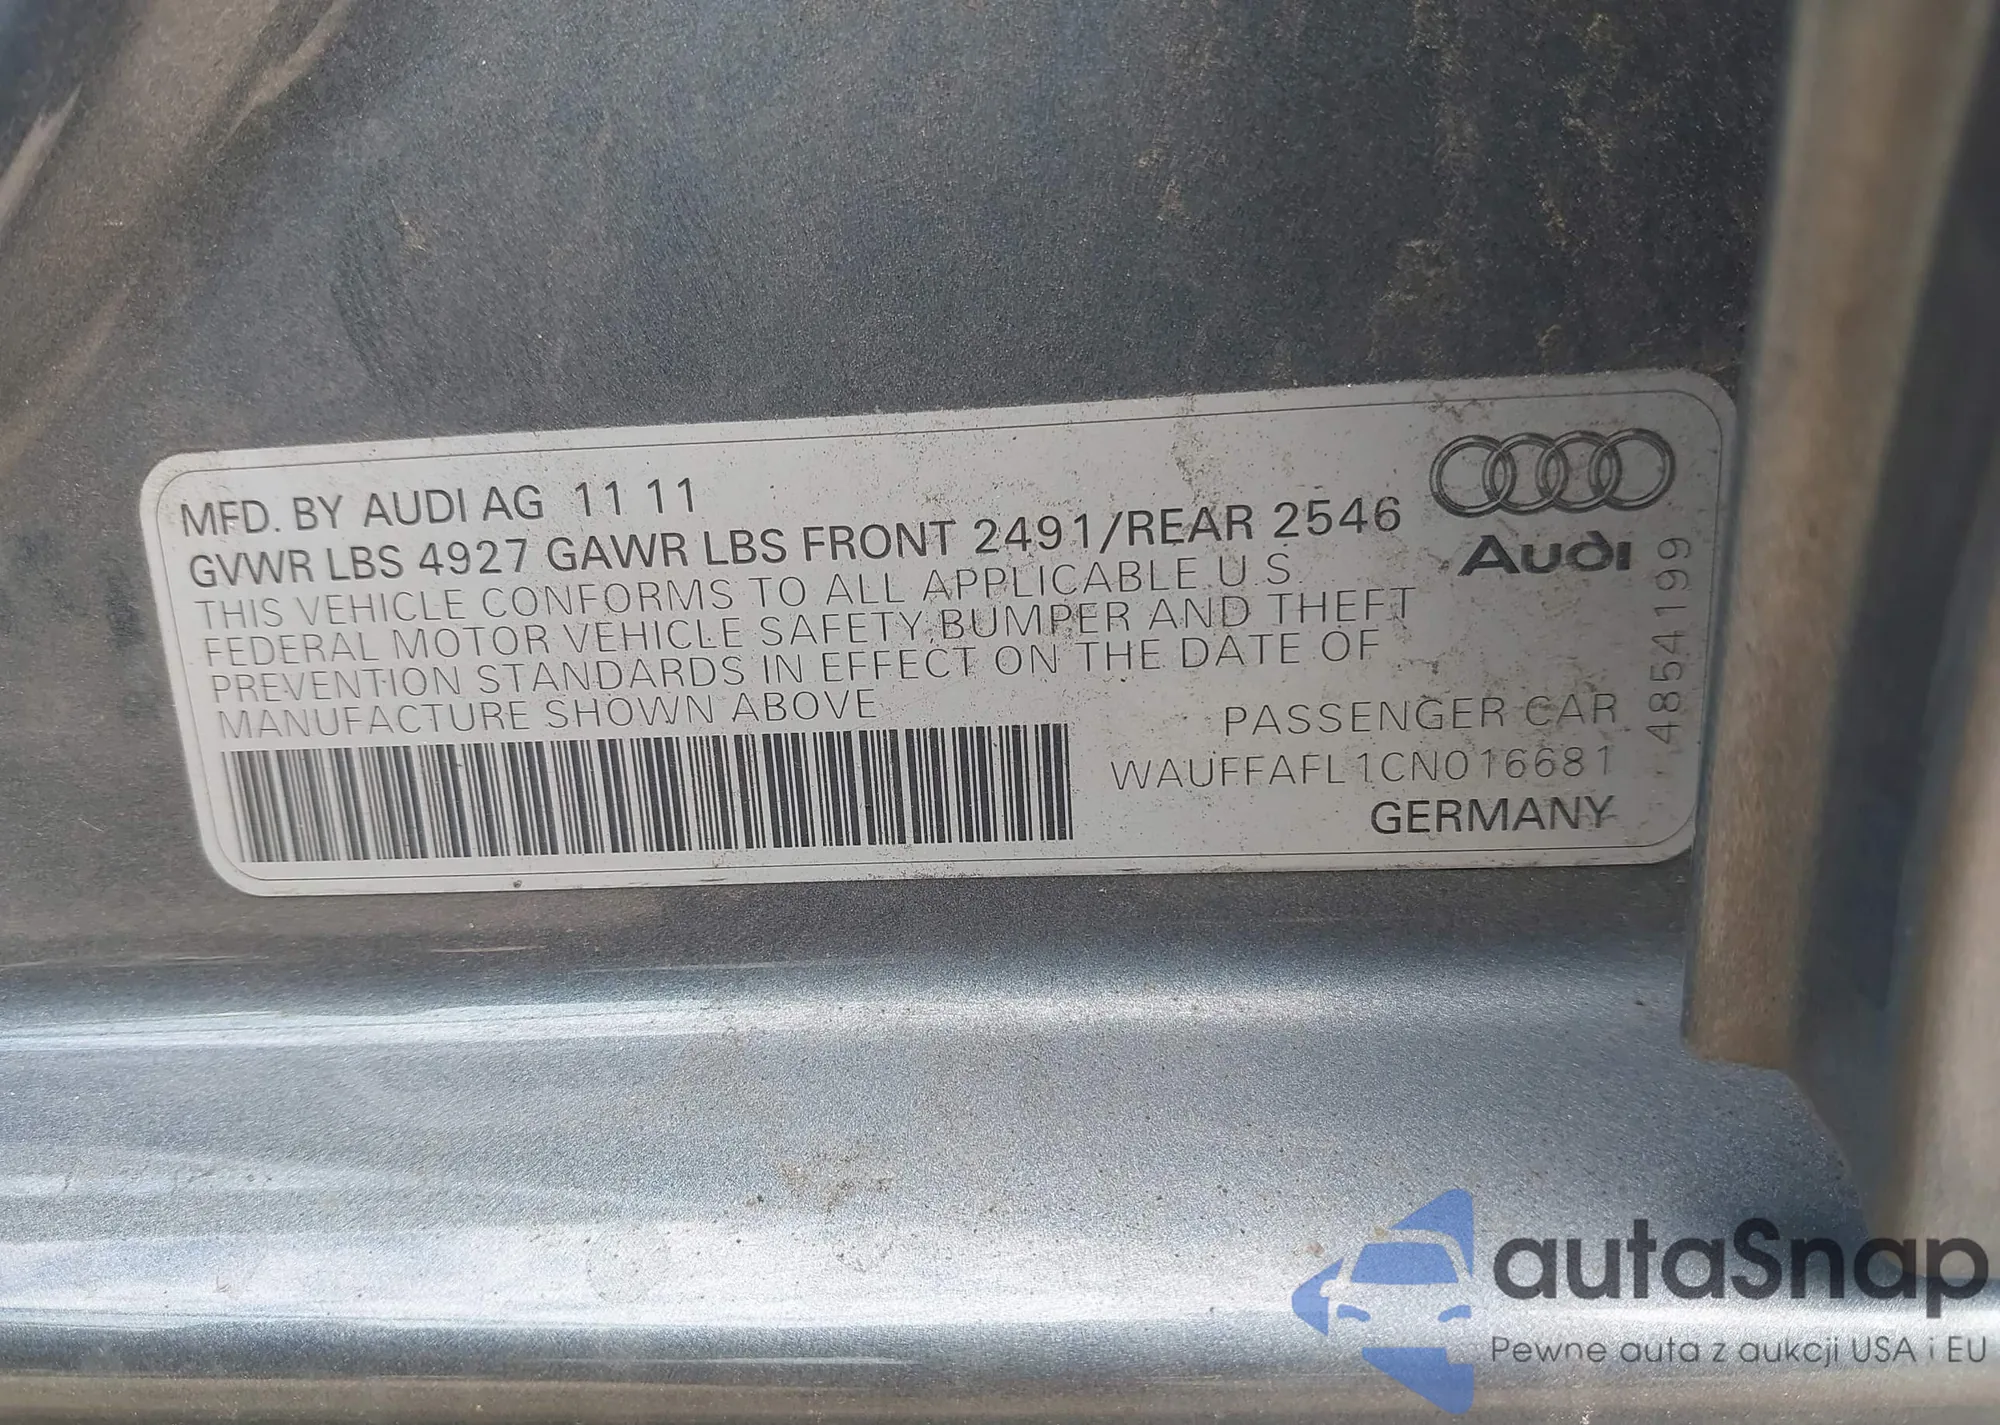 MFD. BY AUDI AG 11 11
GVWR LBS 4927 GAWR LBS FRONT 2491/REAR 2546
THIS VEHICLE CONFORMS TO ALL APPLICABLE U.S.
FEDERAL MOTOR VEHICLE SAFETY, BUMPER AND THEFT
PREVENTION STANDARDS IN EFFECT ON THE DATE OF
MANUFACTURE SHOWN ABOVE
Audi
4854199
PASSENGER CAR
WAUFFAFL1CN016681
GERMANY
autaSnap
Pewne auta z aukcji USA i EU